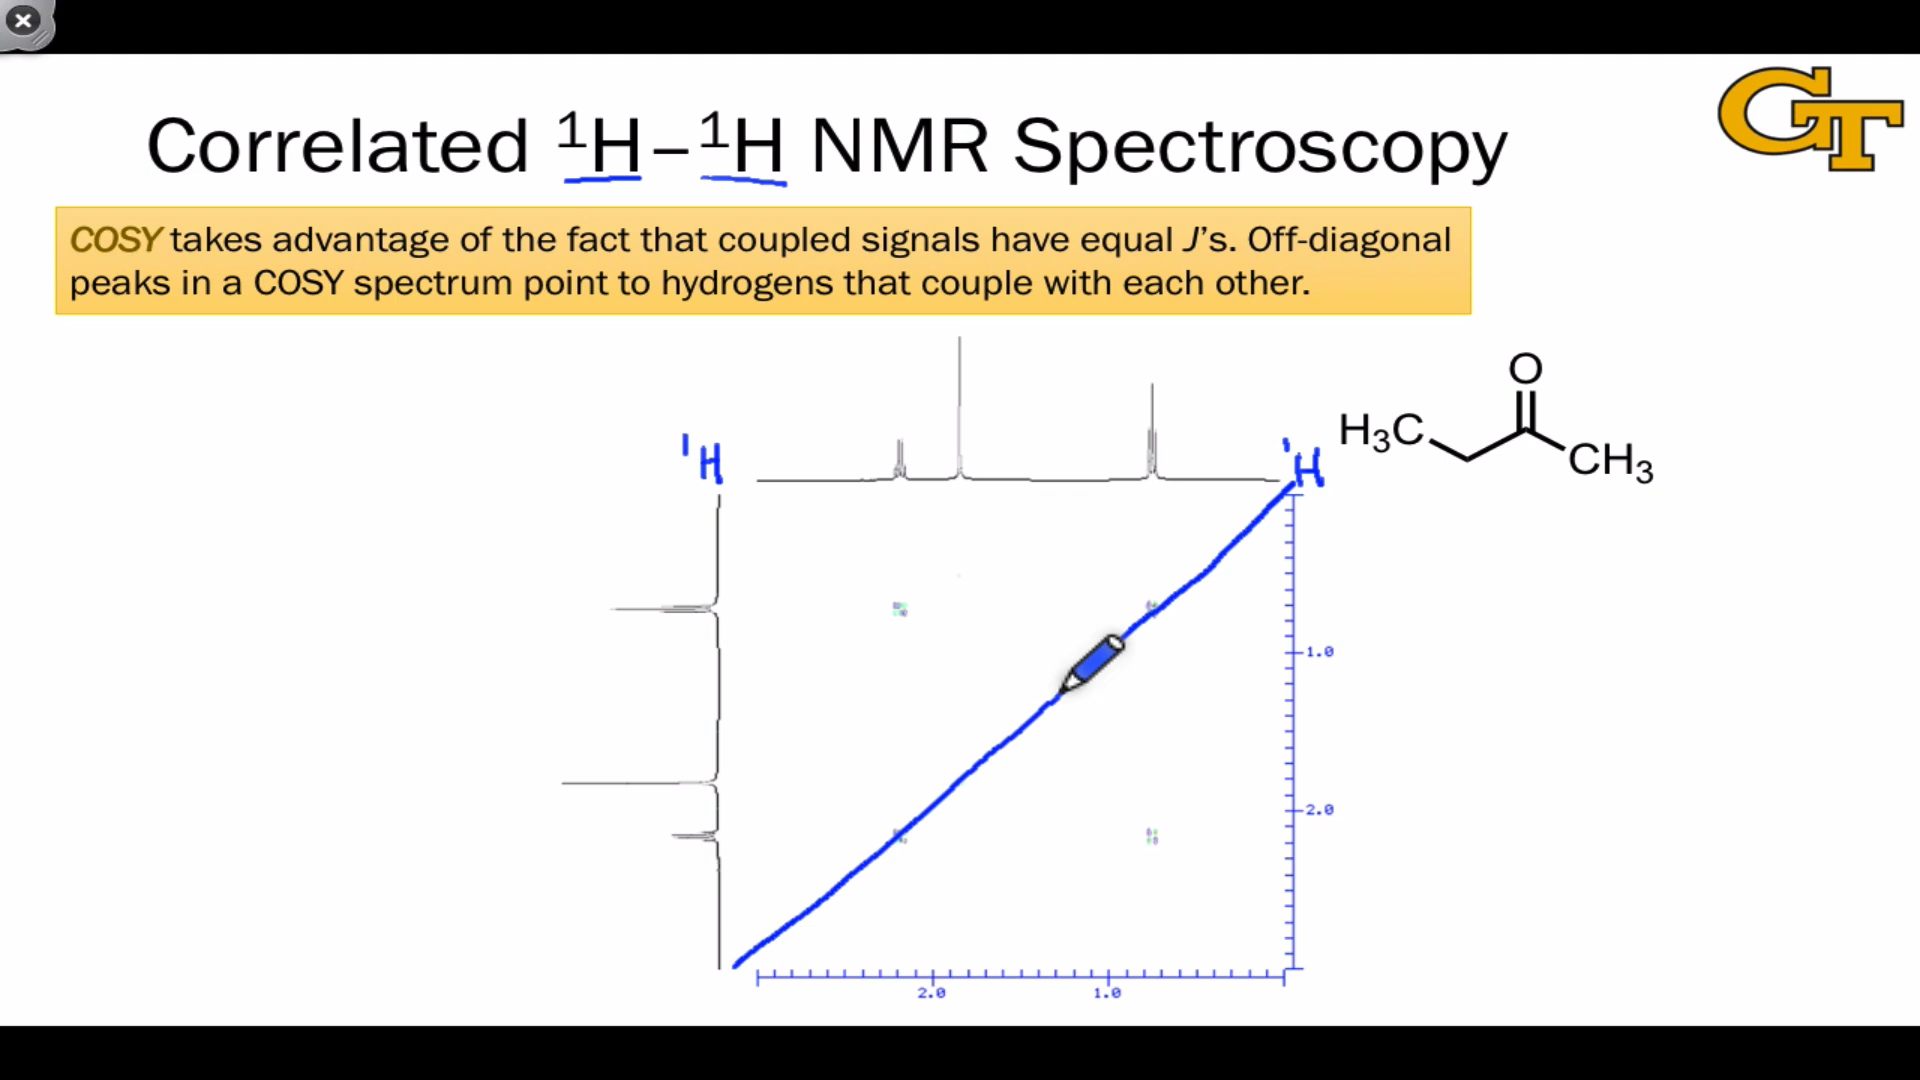 Correlated ¹H–¹H NMR Spectroscopy
GT
COSY takes advantage of the fact that coupled signals have equal J’s. Off-diagonal
peaks in a COSY spectrum point to hydrogens that couple with each other.
O
H₃C
CH₃
¹H
¹H
1.0
2.0
2.0 1.0